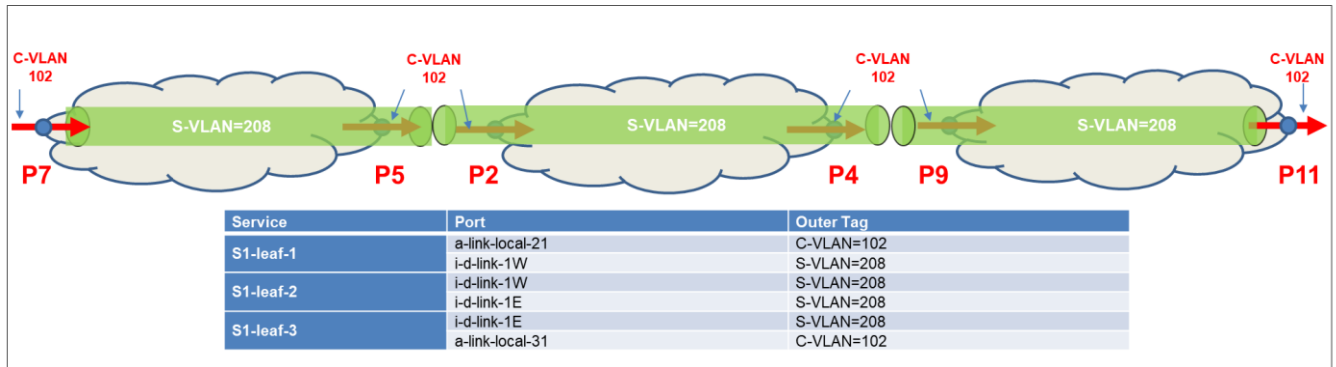 C-VLAN
102
C-VLAN
102
C-VLAN
102
C-VLAN
102
S-VLAN=208
S-VLAN=208
S-VLAN=208
P7
P5
P2
P4
P9
P11
Service Port Outer Tag
S1-leaf-1
a-link-local-21 C-VLAN=102
i-d-link-1W S-VLAN=208
S1-leaf-2
i-d-link-1W S-VLAN=208
i-d-link-1E S-VLAN=208
S1-leaf-3
i-d-link-1E S-VLAN=208
a-link-local-31 C-VLAN=102